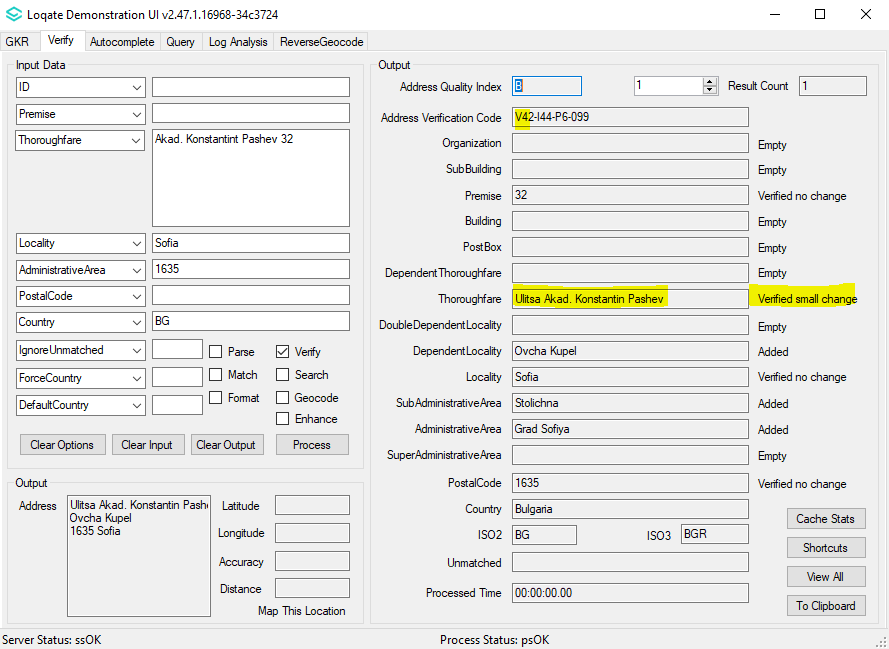 Loqate Demonstration UI v2.47.1.16968-34c3724
GKR Verify Autocomplete Query Log Analysis ReverseGeocode
Input Data
ID
Premise
Thoroughfare Akad. Konstantint Pashev 32
Locality Sofia
AdministrativeArea 1635
PostalCode
Country BG
IgnoreUnmatched Parse Verify
ForceCountry Match Search
DefaultCountry Format Geocode
Enhance
Clear Options Clear Input Clear Output Process
Output
Address Ulitsa Akad. Konstantin Pashe
Ovcha Kupel
1635 Sofia
Latitude
Longitude
Accuracy
Distance
Map This Location
Output
Address Quality Index B 1 Result Count 1
Address Verification Code V42-I44-P6-099
Organization Empty
SubBuilding Empty
Premise 32 Verified no change
Building Empty
PostBox Empty
DependentThoroughfare Empty
Thoroughfare Ulitsa Akad. Konstantin Pashev Verified small change
DoubleDependentLocality Empty
DependentLocality Ovcha Kupel Added
Locality Sofia Verified no change
SubAdministrativeArea Stolichna Added
AdministrativeArea Grad Sofiya Added
SuperAdministrativeArea Empty
PostalCode 1635 Verified no change
Country Bulgaria
ISO2 BG ISO3 BGR
Unmatched
Processed Time 00:00:00.00
Cache Stats
Shortcuts
View All
To Clipboard
Server Status: ssOK Process Status: psOK